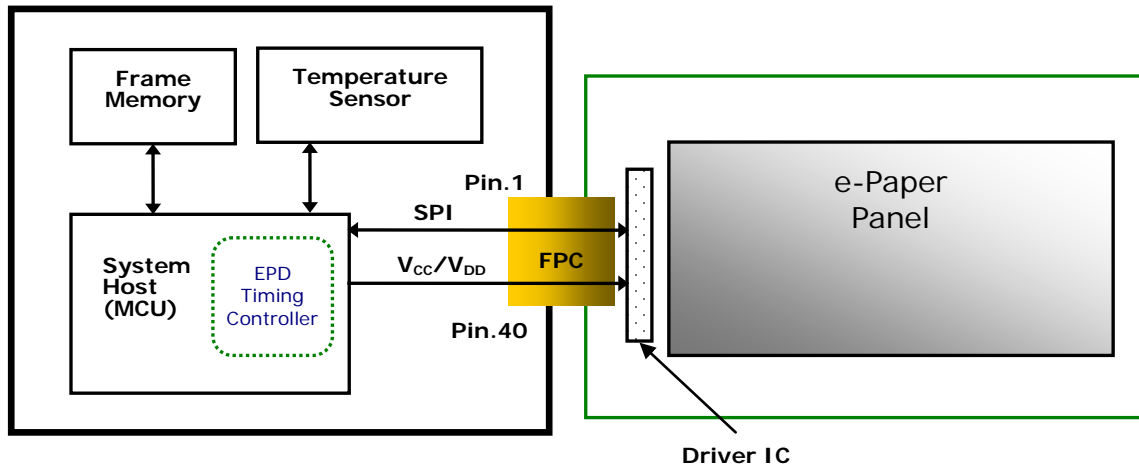 Frame
Memory
Temperature
Sensor
Pin.1
SPI
System
Host
(MCU)
EPD
Timing
Controller
VCC/VDD
FPC
Pin.40
e-Paper
Panel
Driver IC